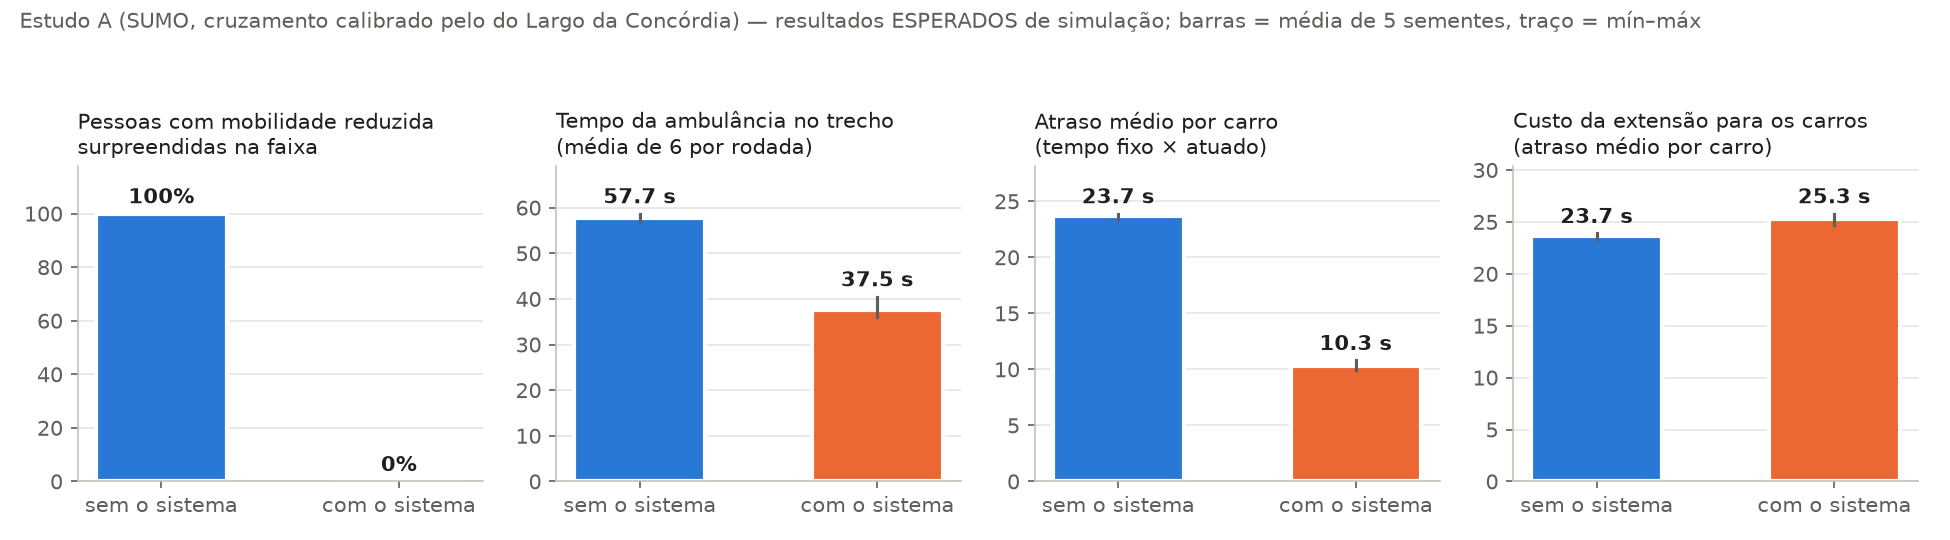 Estudo A (SUMO, cruzamento calibrado pelo do Largo da Concórdia) — resultados ESPERADOS de simulação; barras = média de 5 sementes, traço = mín–máx
Pessoas com mobilidade reduzida
surpreendidas na faixa
100%
0%
100
80
60
40
20
0
sem o sistema
com o sistema
Tempo da ambulância no trecho
(média de 6 por rodada)
57.7 s
37.5 s
60
50
40
30
20
10
0
sem o sistema
com o sistema
Atraso médio por carro
(tempo fixo × atuado)
23.7 s
10.3 s
25
20
15
10
5
0
sem o sistema
com o sistema
Custo da extensão para os carros
(atraso médio por carro)
23.7 s
25.3 s
30
25
20
15
10
5
0
sem o sistema
com o sistema